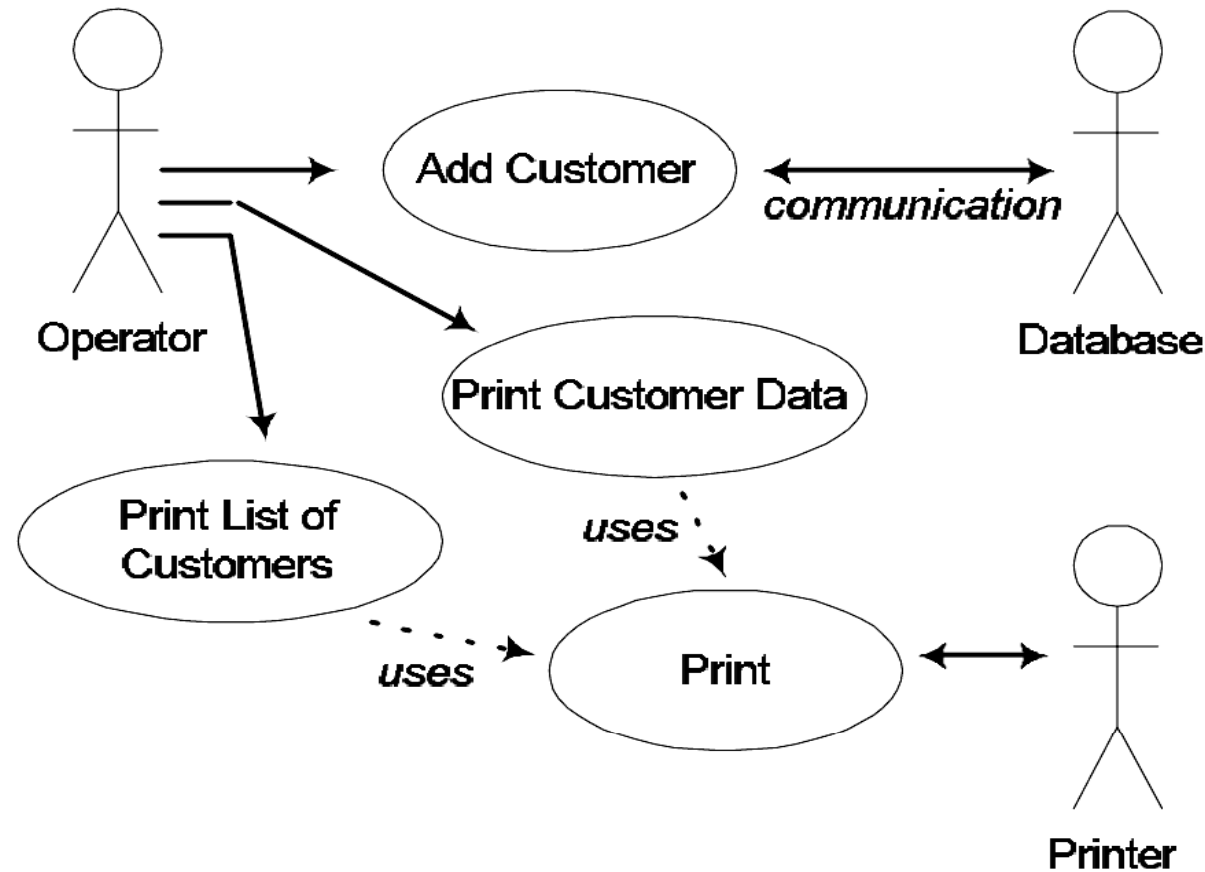 Add Customer
communication
Operator
Database
Print Customer Data
Print List of
Customers
uses
uses
Print
Printer